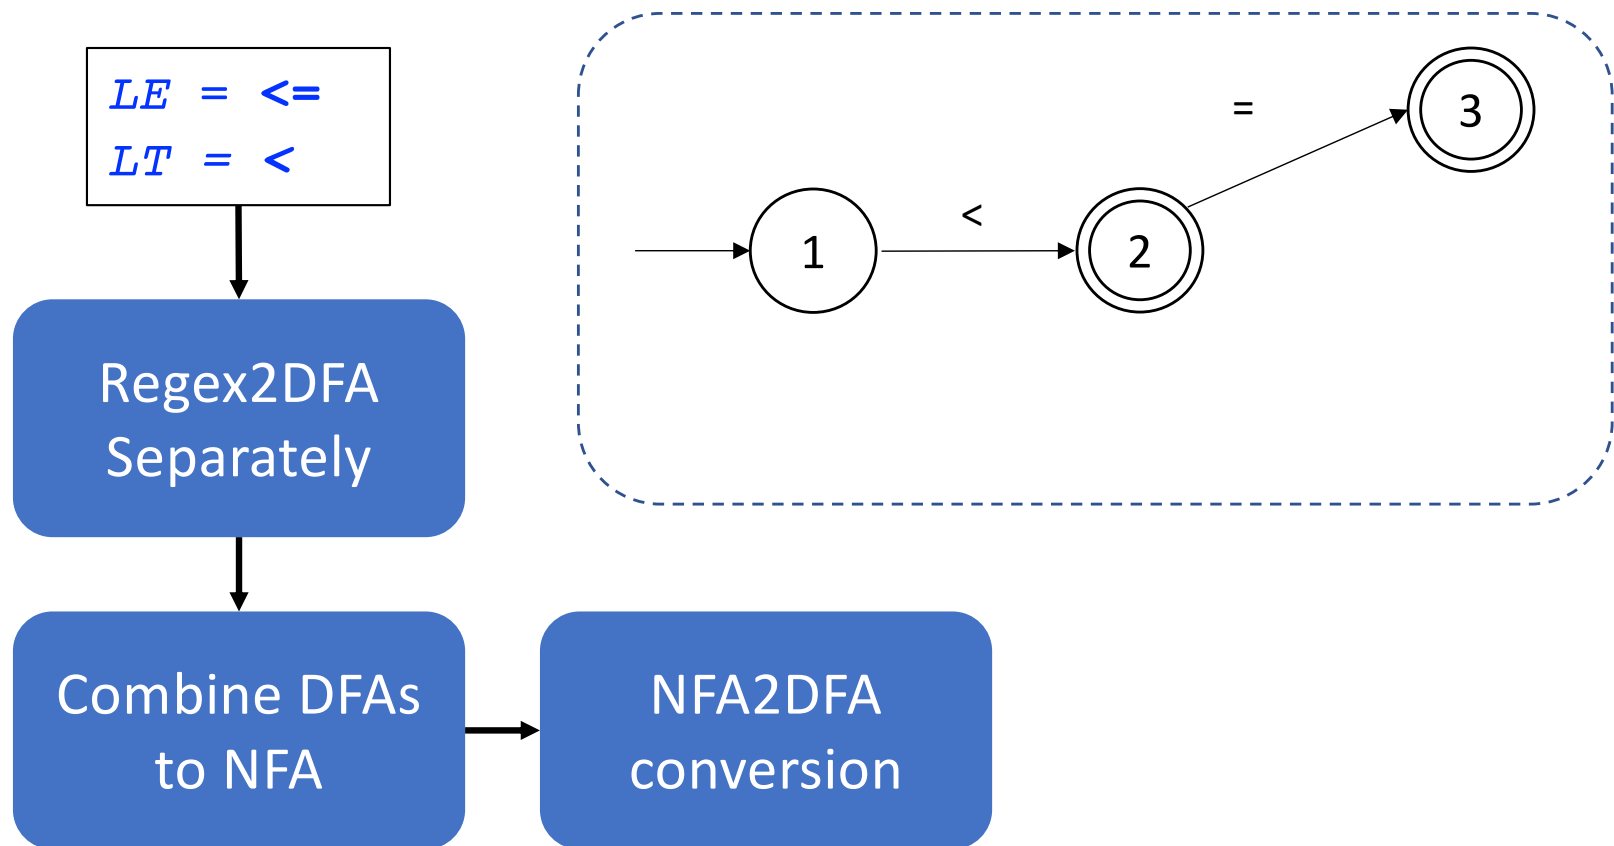 LE = <=
LT = <
Regex2DFA
Separately
Combine DFAs
to NFA
NFA2DFA
conversion
1
<
2
=
3